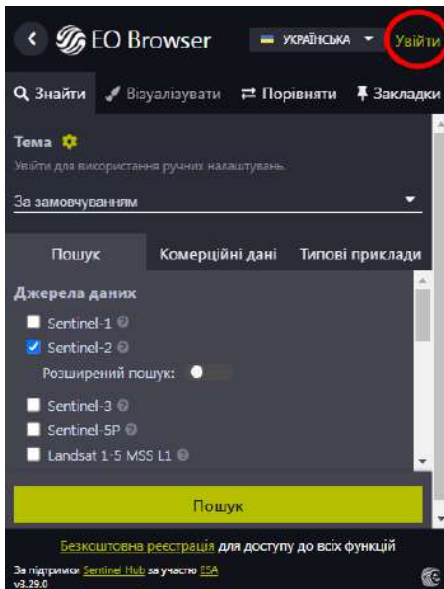 EO Browser УКРАЇНСЬКА Увійти
Знайти Візуалізувати Порівняти Закладки
Тема
Увійти для використання ручних налаштувань.
За замовчуванням
Пошук Комерційні дані Типові приклади
Джерела даних
Sentinel-1
Sentinel-2
Розширений пошук:
Sentinel-3
Sentinel-5P
Landsat 1-5 MSS L1
Пошук
Безкоштовна реєстрація для доступу до всіх функцій
За підтримки Sentinel Hub за участю ESA
v3.29.0